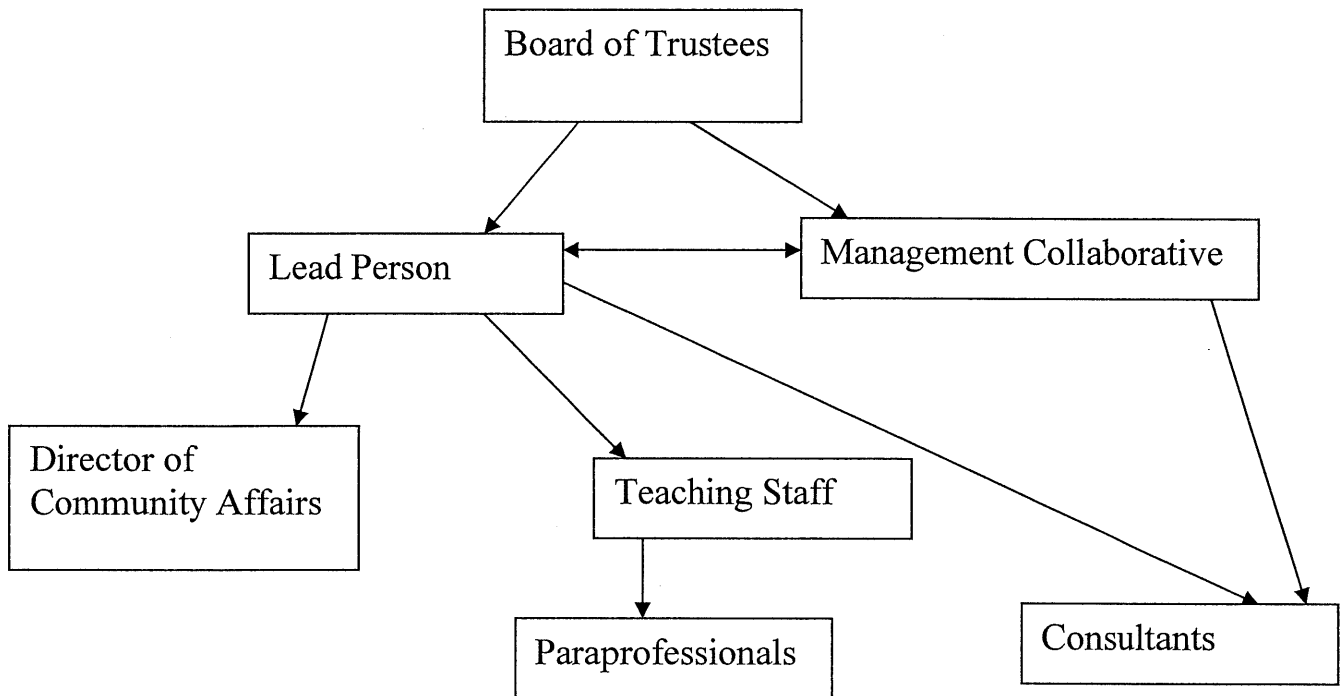 Board of Trustees
Lead Person
Management Collaborative
Director of
Community Affairs
Teaching Staff
Paraprofessionals
Consultants